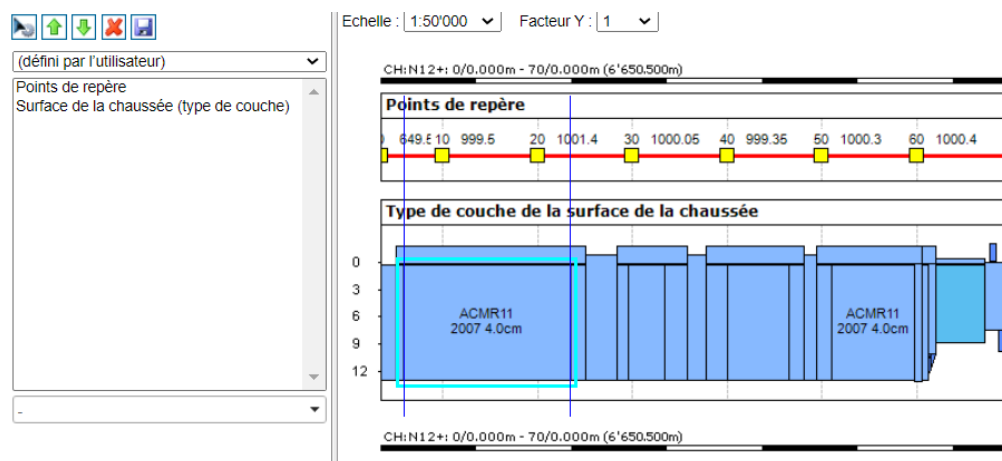 Echelle : 1:50'000 Facteur Y : 1
(défini par l'utilisateur)
Points de repère
Surface de la chaussée (type de couche)
-
CH:N12+: 0/0.000m - 70/0.000m (6'650.500m)
Points de repère
649.5 10 999.5 20 1001.4 30 1000.05 40 999.35 50 1000.3 60 1000.4
Type de couche de la surface de la chaussée
0
3
6
9
12
ACMR11
2007 4.0cm
ACMR11
2007 4.0cm
CH:N12+: 0/0.000m - 70/0.000m (6'650.500m)